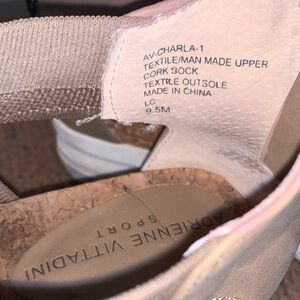 AV-CHARLA-1
TEXTILE/MAN MADE UPPER
CORK SOCK
TEXTILE OUTSOLE
MADE IN CHINA
LC
9.5M
ADRIENNE VITTADINI
SPORT